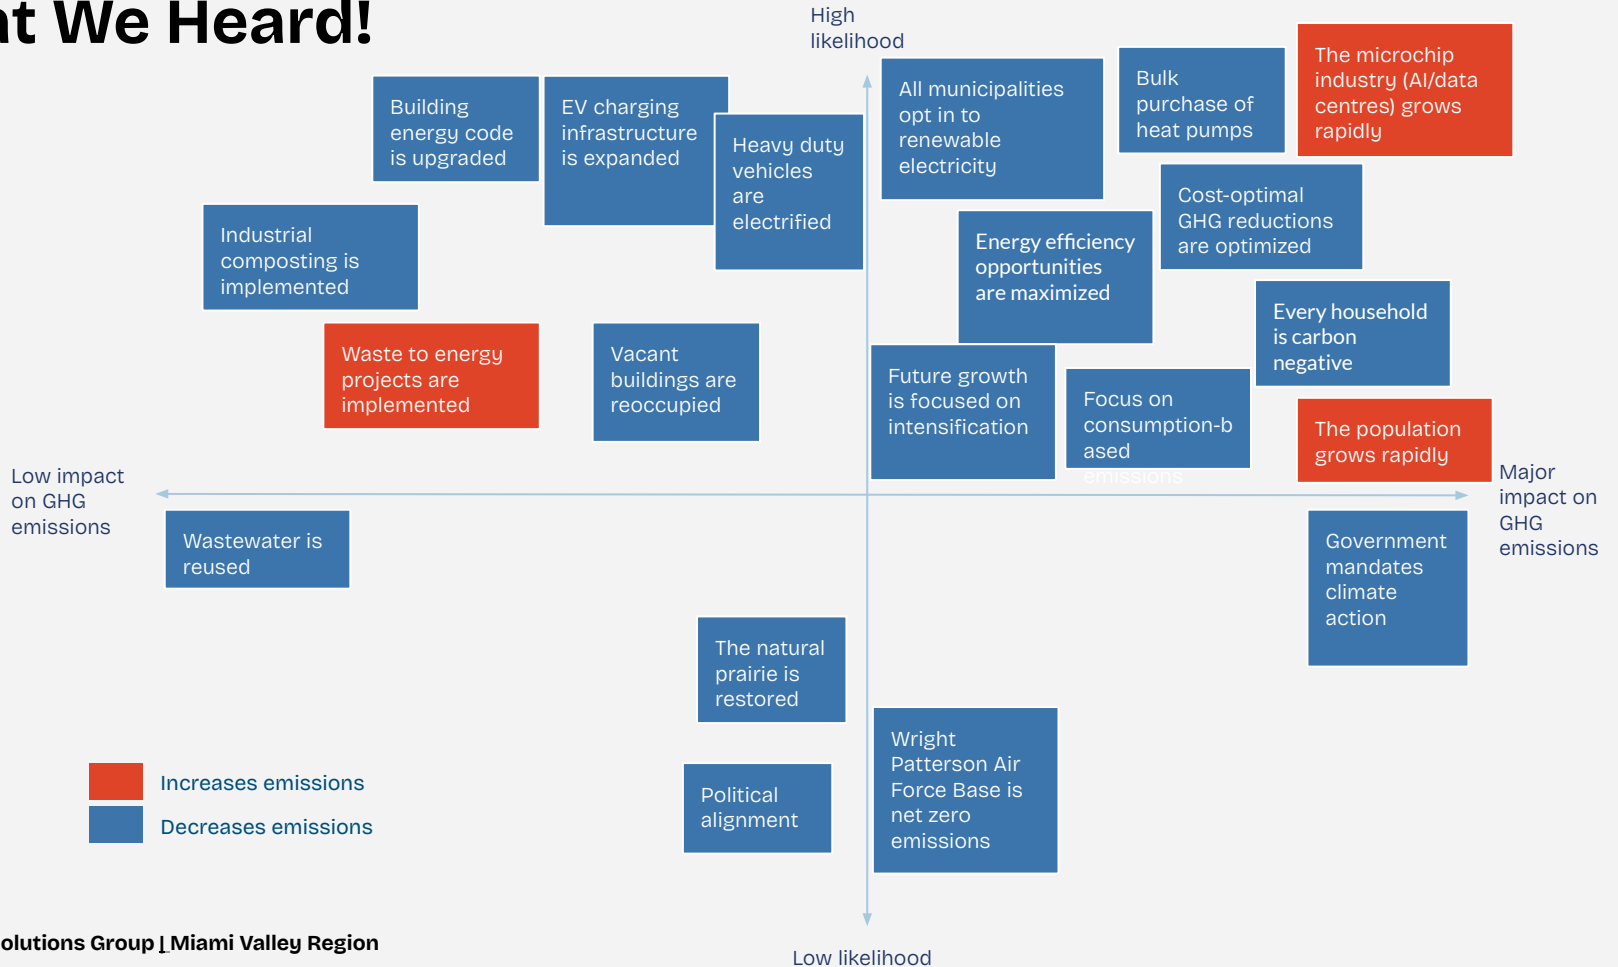 at We Heard!
High
likelihood
Building
energy code
is upgraded
EV charging
infrastructure
is expanded
Heavy duty
vehicles
are
electrified
All municipalities
opt in to
renewable
electricity
Bulk
purchase of
heat pumps
The microchip
industry (AI/data
centres) grows
rapidly
Industrial
composting is
implemented
Energy efficiency
opportunities
are maximized
Cost-optimal
GHG reductions
are optimized
Every household
is carbon
negative
Waste to energy
projects are
implemented
Vacant
buildings are
reoccupied
Future growth
is focused on
intensification
Focus on
consumption-b
ased
emissions
The population
grows rapidly
Low impact
on GHG
emissions
Major
impact on
GHG
emissions
Wastewater is
reused
Government
mandates
climate
action
The natural
prairie is
restored
Wright
Patterson Air
Force Base is
net zero
emissions
Political
alignment
Increases emissions
Decreases emissions
olutions Group | Miami Valley Region
Low likelihood